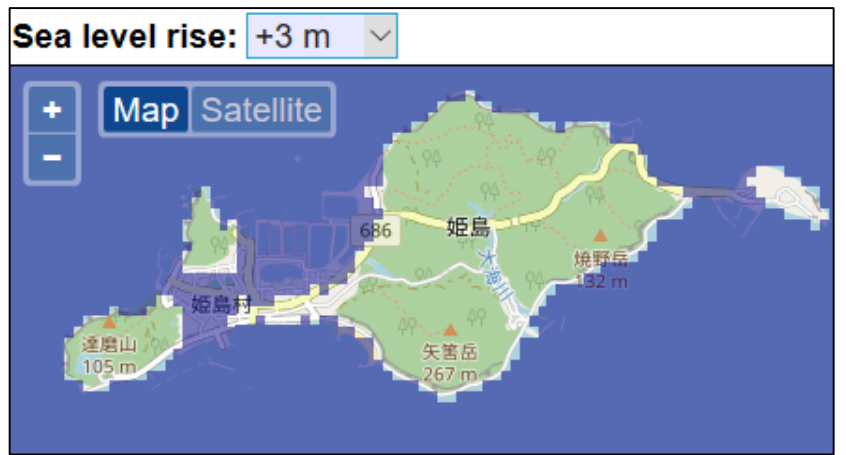 Sea level rise: +3 m
+
Map Satellite
−
686
姫島
大海川
焼野岳
132 m
姫島村
達磨山
105 m
矢筈岳
267 m